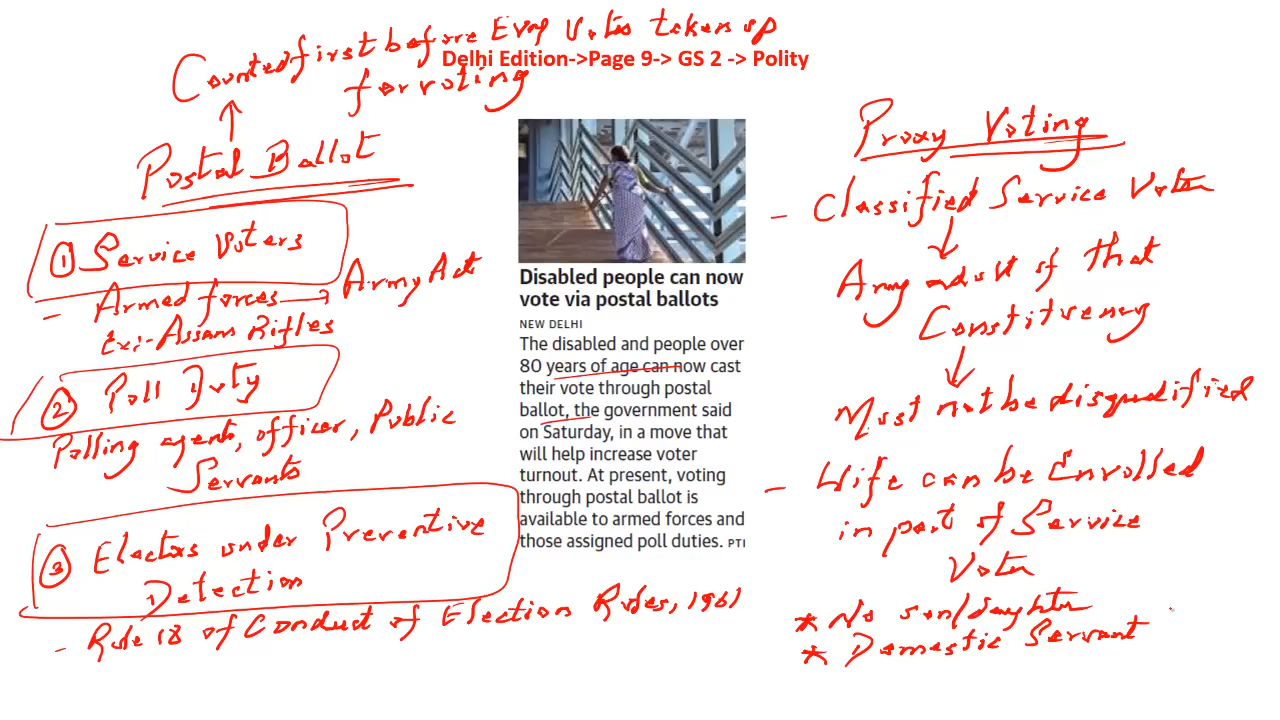 Counted first before Evm Votes taken up
for voting
Delhi Edition->Page 9-> GS 2 -> Polity
Postal Ballot
① Service Voters
- Armed forces → Army Act
Ex:- Assam Rifles
② Poll Duty
Polling agents, officer, Public
Servants
③ Electors under Preventive
Detection
- Rule 18 of Conduct of Election Rules, 1961
Disabled people can now
vote via postal ballots
NEW DELHI
The disabled and people over
80 years of age can now cast
their vote through postal
ballot, the government said
on Saturday, in a move that
will help increase voter
turnout. At present, voting
through postal ballot is
available to armed forces and
those assigned poll duties. PTI
Proxy Voting
- Classified Service Voter
Any of that
Constituency
Must not be disqualified
- Wife can be Enrolled
in part of Service
Voter
* No son/daughter
* Domestic Servant